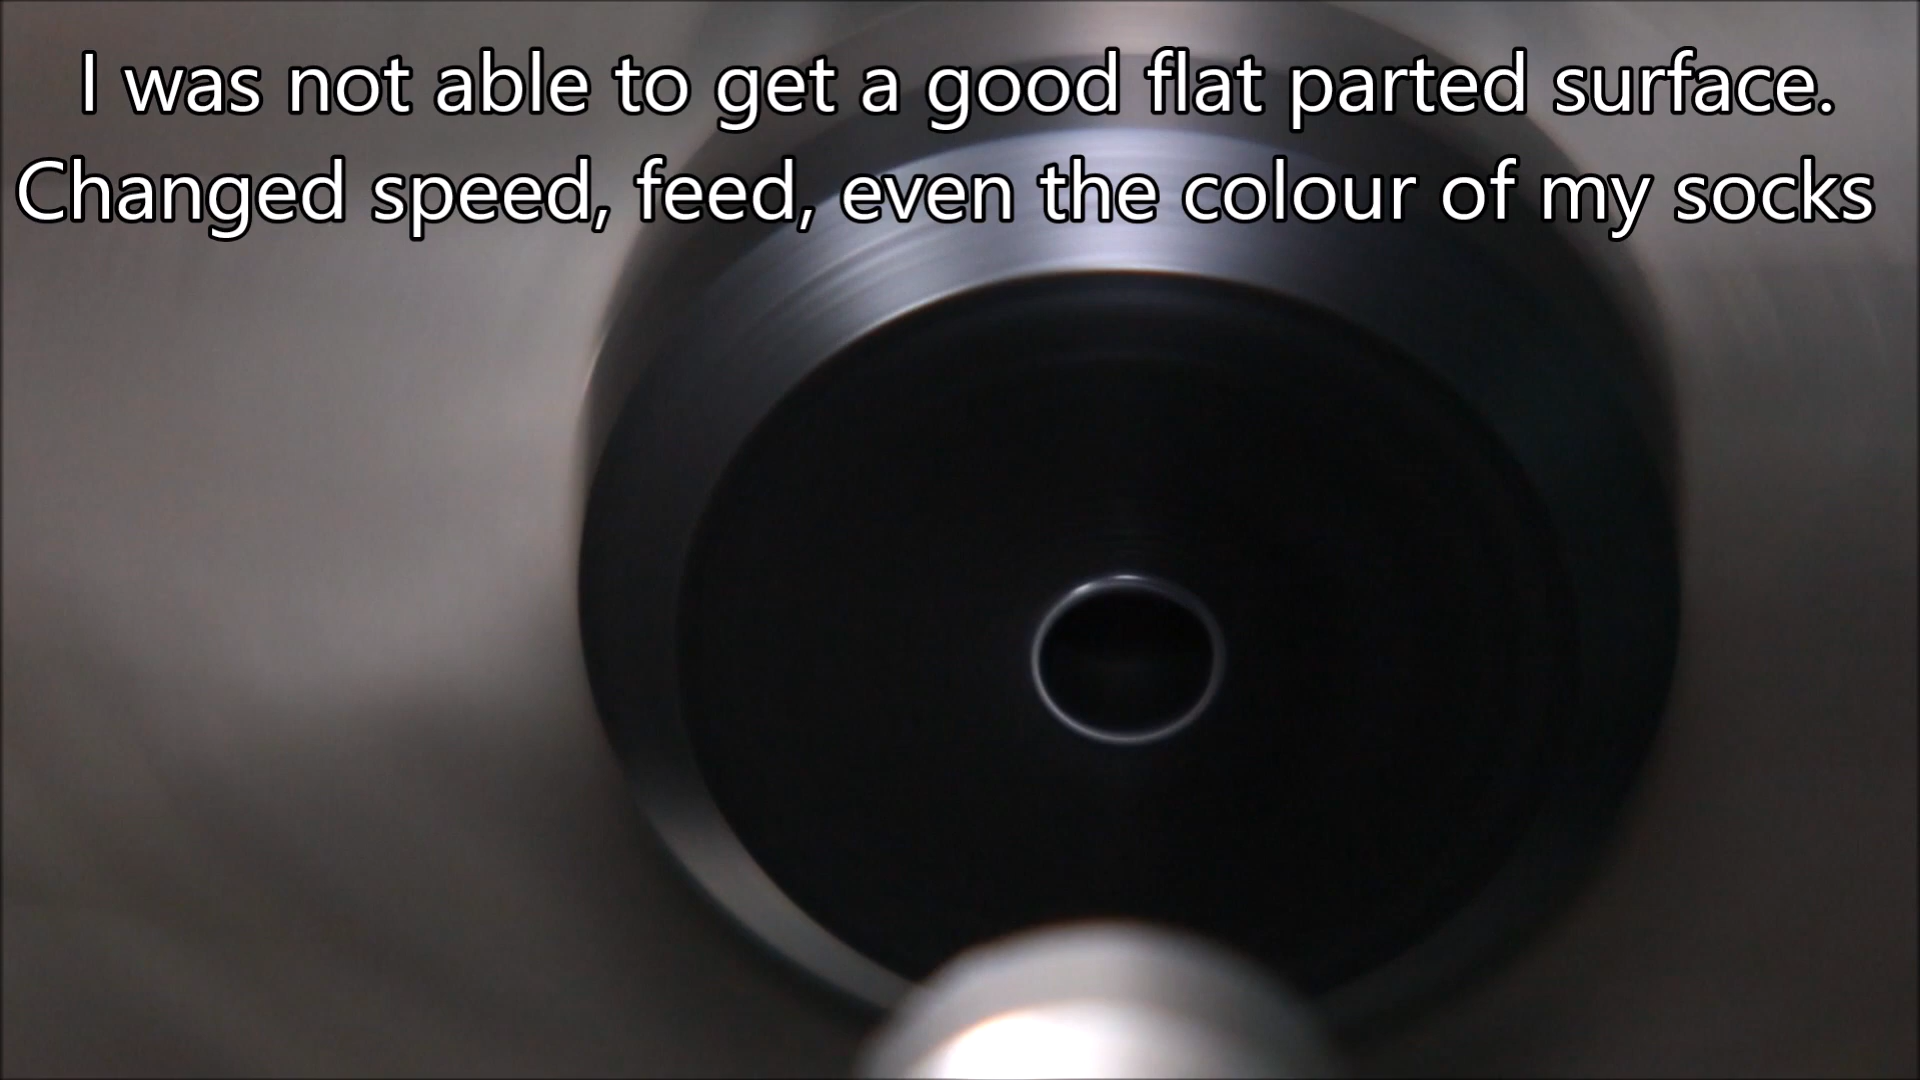 I was not able to get a good flat parted surface.
Changed speed, feed, even the colour of my socks